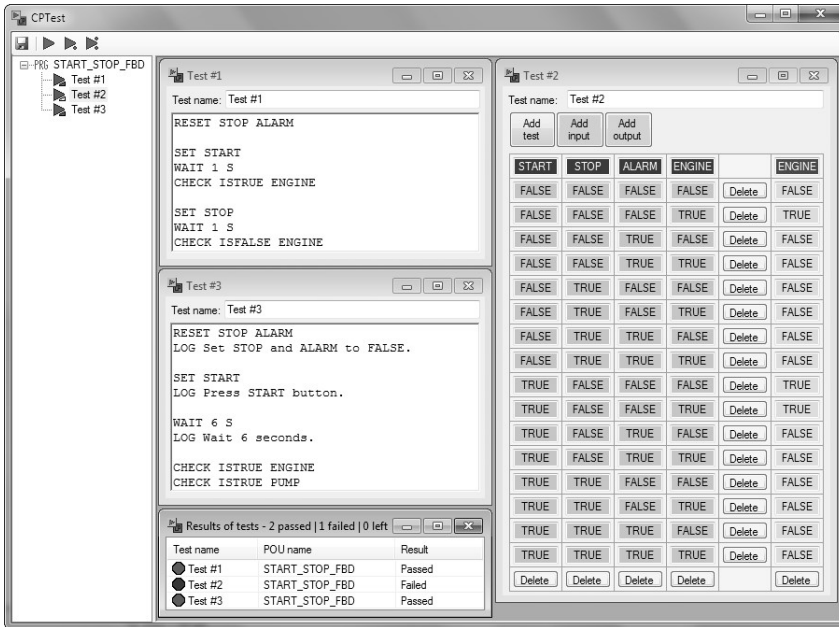 CPTest
PRG START_STOP_FBD
Test #1
Test #2
Test #3
Test #1
Test name: Test #1
RESET STOP ALARM
SET START
WAIT 1 S
CHECK ISTRUE ENGINE
SET STOP
WAIT 1 S
CHECK ISFALSE ENGINE
Test #3
Test name: Test #3
RESET STOP ALARM
LOG Set STOP and ALARM to FALSE.
SET START
LOG Press START button.
WAIT 6 S
LOG Wait 6 seconds.
CHECK ISTRUE ENGINE
CHECK ISTRUE PUMP
Results of tests - 2 passed | 1 failed | 0 left
Test name POU name Result
Test #1 START_STOP_FBD Passed
Test #2 START_STOP_FBD Failed
Test #3 START_STOP_FBD Passed
Test #2
Test name: Test #2
Add test Add input Add output
START STOP ALARM ENGINE ENGINE
FALSE FALSE FALSE FALSE Delete FALSE
FALSE FALSE FALSE TRUE Delete TRUE
FALSE FALSE TRUE FALSE Delete FALSE
FALSE FALSE TRUE TRUE Delete FALSE
FALSE TRUE FALSE FALSE Delete FALSE
FALSE TRUE FALSE TRUE Delete FALSE
FALSE TRUE TRUE FALSE Delete FALSE
FALSE TRUE TRUE TRUE Delete FALSE
TRUE FALSE FALSE FALSE Delete TRUE
TRUE FALSE FALSE TRUE Delete TRUE
TRUE FALSE TRUE FALSE Delete FALSE
TRUE FALSE TRUE TRUE Delete FALSE
TRUE TRUE FALSE FALSE Delete FALSE
TRUE TRUE FALSE TRUE Delete FALSE
TRUE TRUE TRUE FALSE Delete FALSE
TRUE TRUE TRUE TRUE Delete FALSE
Delete Delete Delete Delete Delete